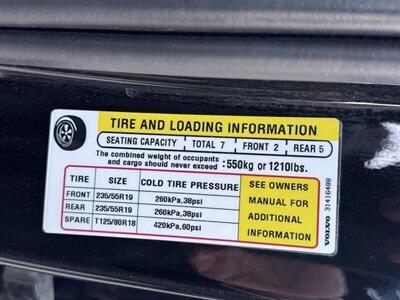 TIRE AND LOADING INFORMATION
SEATING CAPACITY TOTAL 7 FRONT 2 REAR 5
The combined weight of occupants
and cargo should never exceed :550kg or 1210lbs.
TIRE SIZE COLD TIRE PRESSURE
FRONT 235/55R19 260kPa,38psi
REAR 235/55R19 260kPa,38psi
SPARE T125/80R18 420kPa,60psi
SEE OWNERS
MANUAL FOR
ADDITIONAL
INFORMATION
VOLVO 31416488